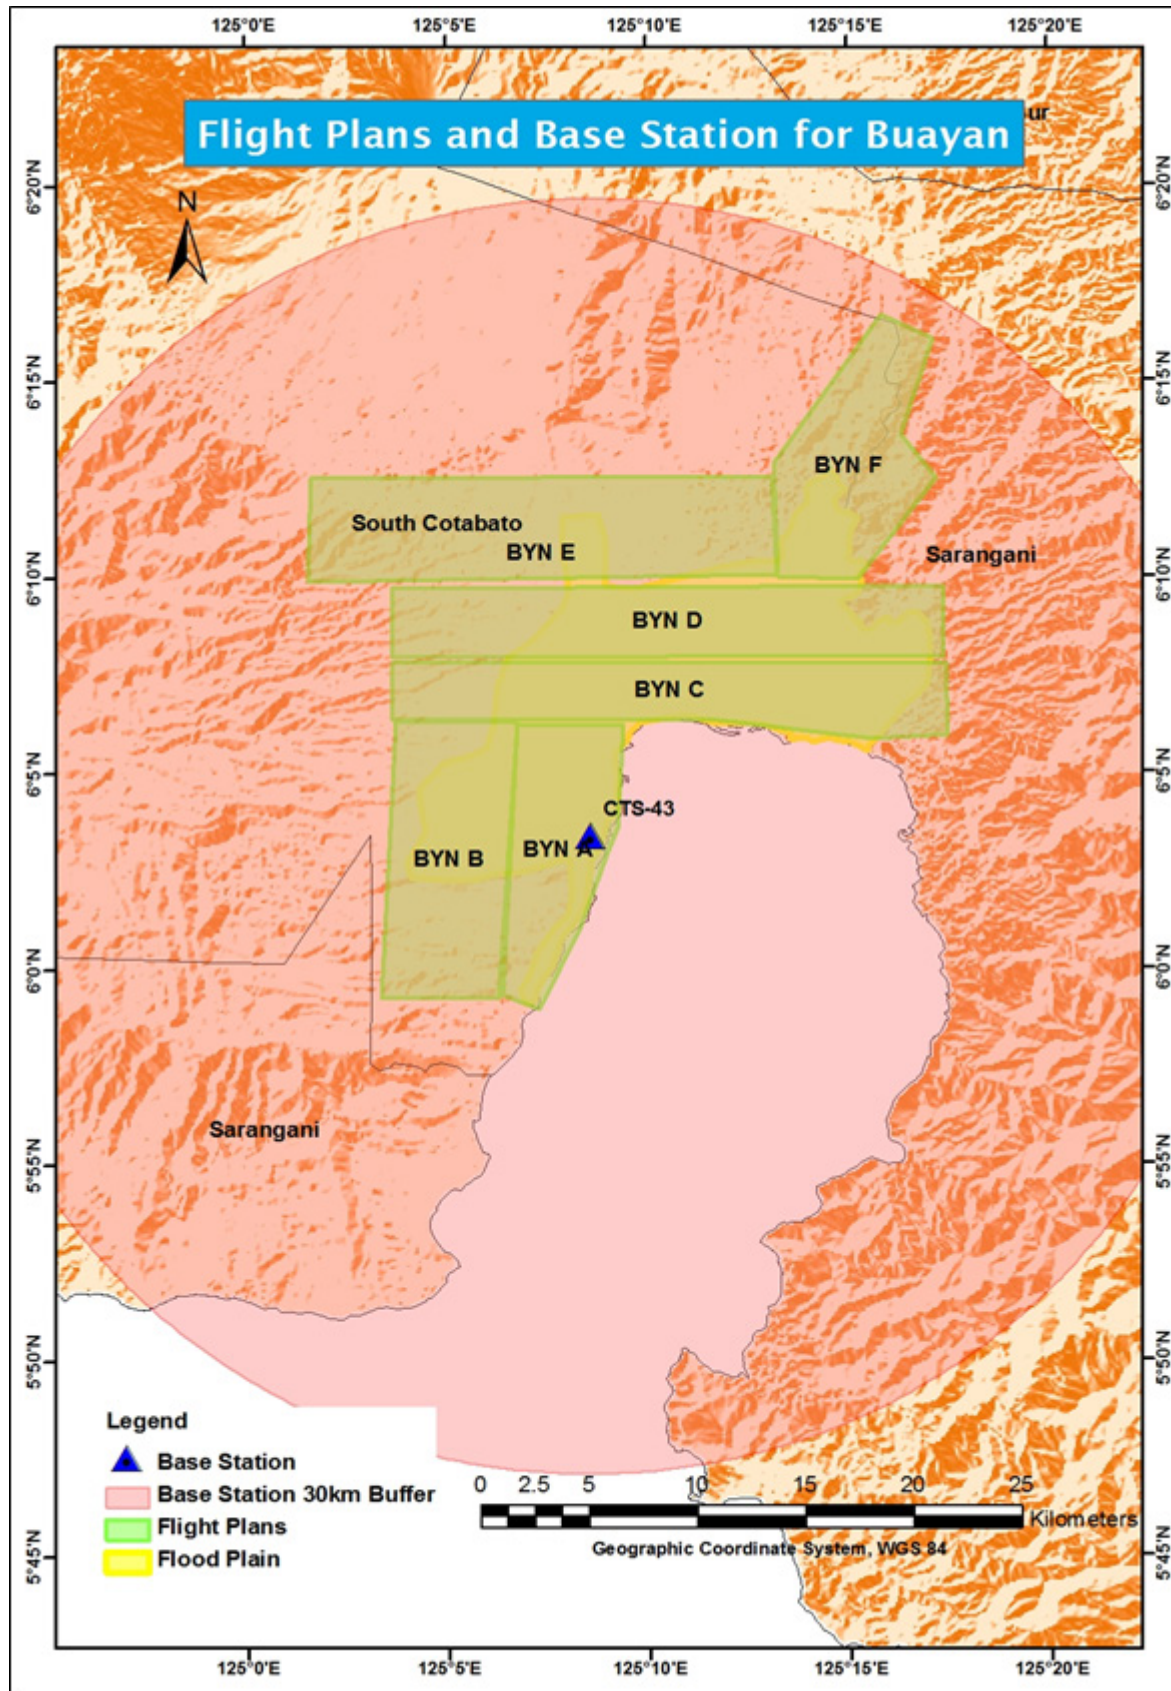 125°0'E 125°5'E 125°10'E 125°15'E 125°20'E
Flight Plans and Base Station for Buayan
ur
N
6°20'N 6°20'N
6°15'N 6°15'N
BYN F
South Cotabato
BYN E
Sarangani
6°10'N 6°10'N
BYN D
BYN C
6°5'N 6°5'N
CTS-43
BYN A
BYN B
6°0'N 6°0'N
Sarangani
5°55'N 5°55'N
5°50'N 5°50'N
Legend
Base Station
Base Station 30km Buffer
Flight Plans
Flood Plain
0 2.5 5 10 15 20 25
Kilometers
Geographic Coordinate System, WGS 84
5°45'N 5°45'N
125°0'E 125°5'E 125°10'E 125°15'E 125°20'E